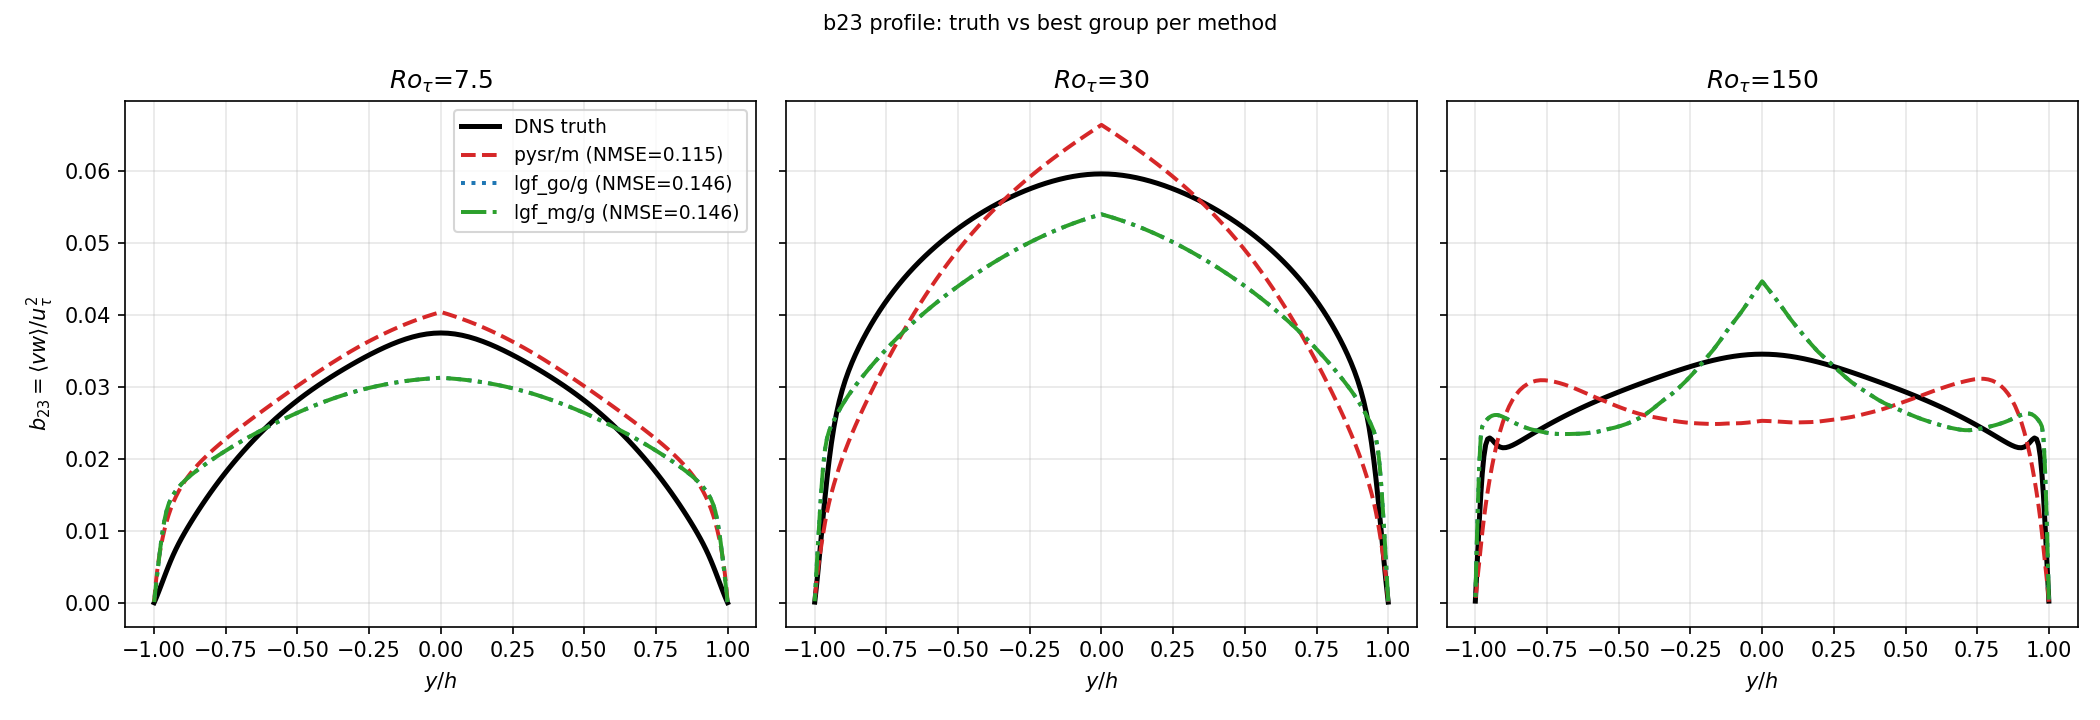 b23 profile: truth vs best group per method
Ro_τ=7.5
Ro_τ=30
Ro_τ=150
DNS truth
pysr/m (NMSE=0.115)
lgf_go/g (NMSE=0.146)
lgf_mg/g (NMSE=0.146)
b₂₃ = ⟨vw⟩/u_τ²
0.06
0.05
0.04
0.03
0.02
0.01
0.00
−1.00 −0.75 −0.50 −0.25 0.00 0.25 0.50 0.75 1.00
−1.00 −0.75 −0.50 −0.25 0.00 0.25 0.50 0.75 1.00
−1.00 −0.75 −0.50 −0.25 0.00 0.25 0.50 0.75 1.00
y/h
y/h
y/h